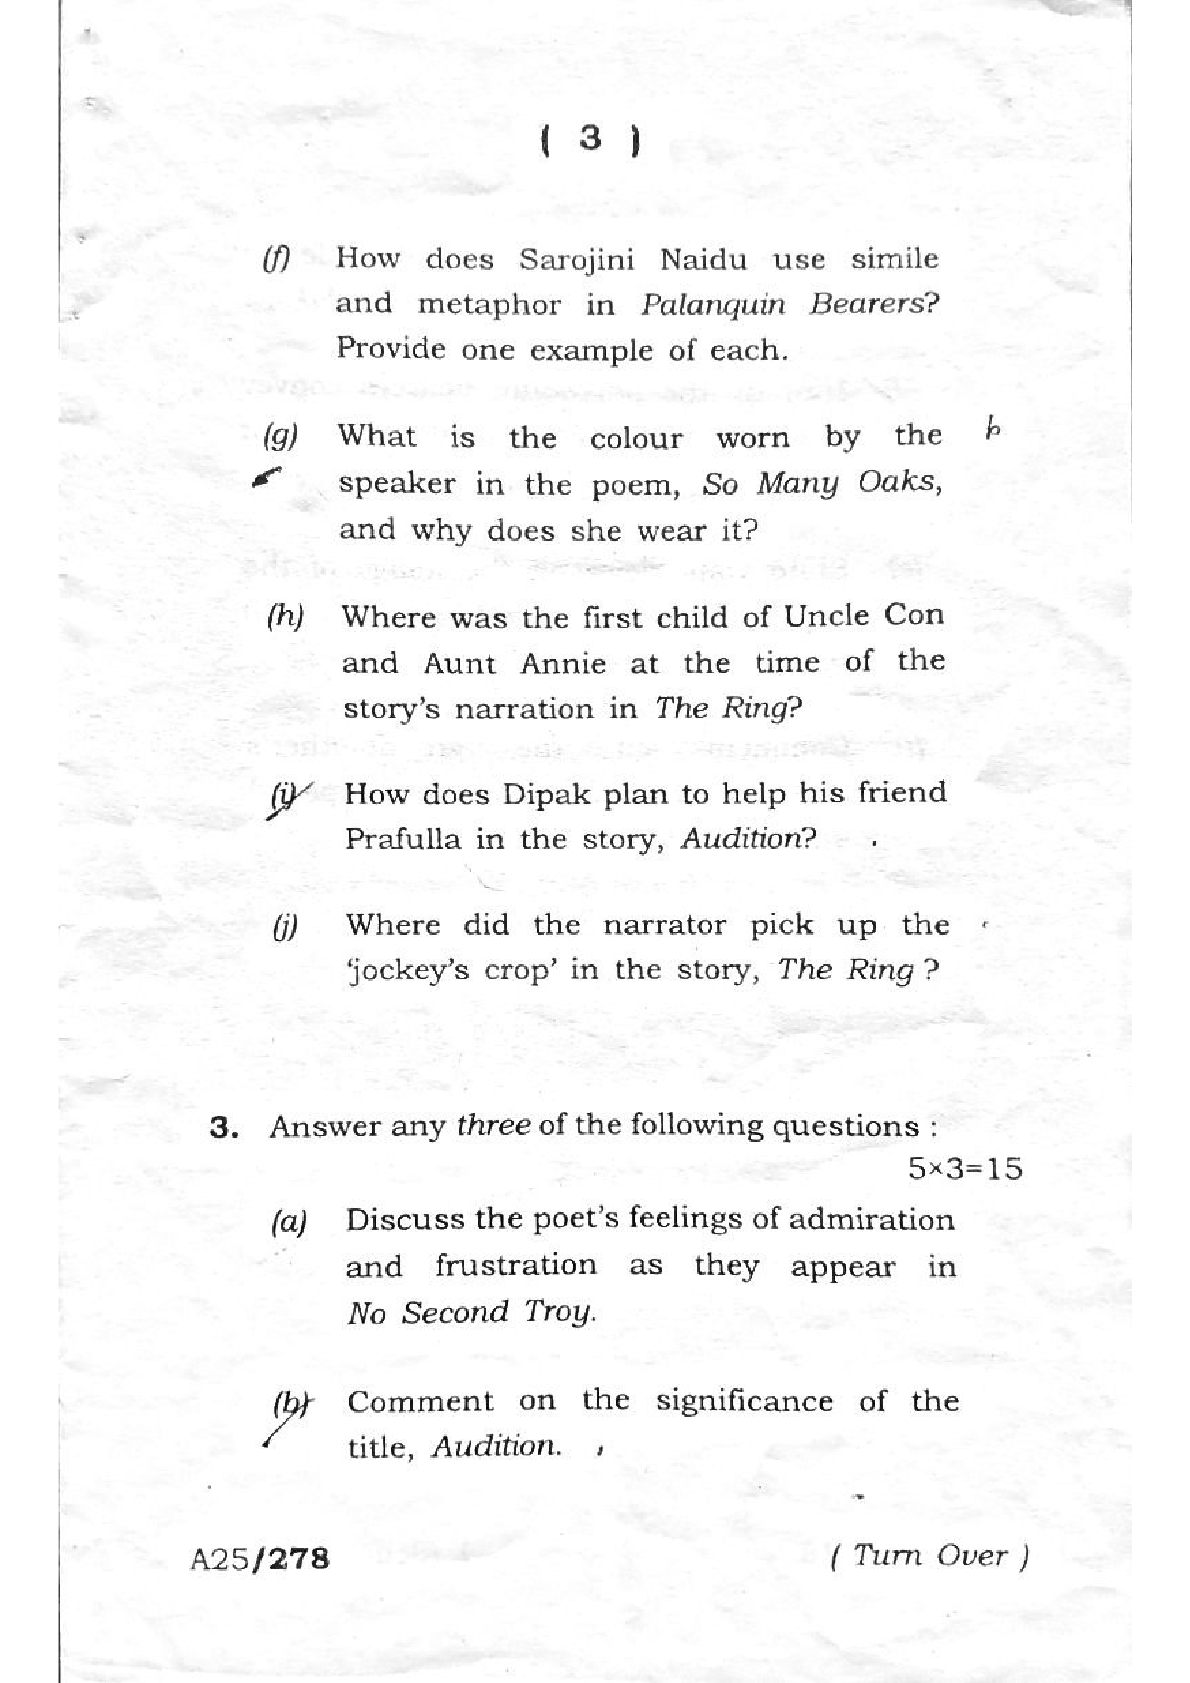 ( 3 )
(f) How does Sarojini Naidu use simile
and metaphor in Palanquin Bearers?
Provide one example of each.
(g) What is the colour worn by the
speaker in the poem, So Many Oaks,
and why does she wear it?
(h) Where was the first child of Uncle Con
and Aunt Annie at the time of the
story's narration in The Ring?
(i) How does Dipak plan to help his friend
Prafulla in the story, Audition?
(j) Where did the narrator pick up the
'jockey's crop' in the story, The Ring ?
3. Answer any three of the following questions :
5×3=15
(a) Discuss the poet's feelings of admiration
and frustration as they appear in
No Second Troy.
(b) Comment on the significance of the
title, Audition.
A25/278 ( Turn Over )